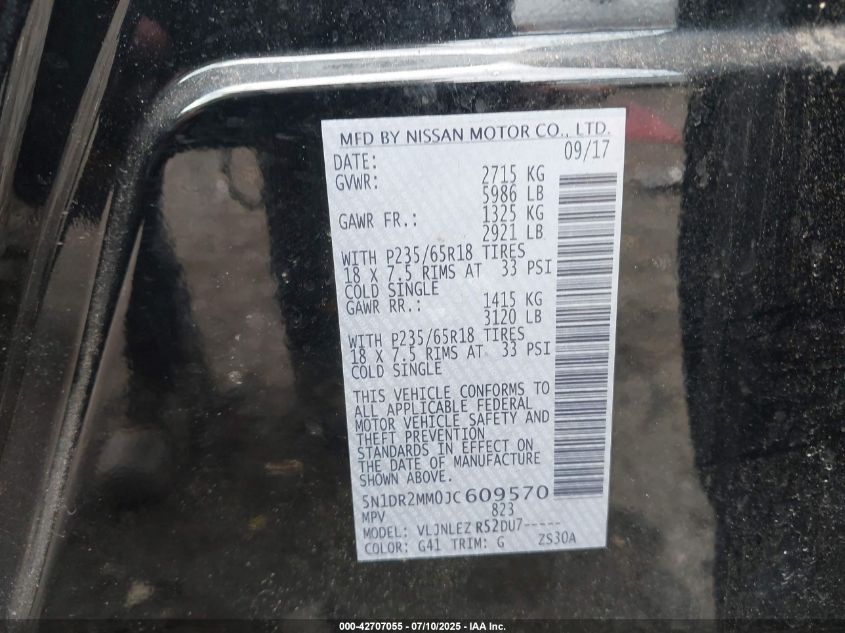 MFD BY NISSAN MOTOR CO., LTD.
DATE: 09/17
GVWR: 2715 KG
5986 LB
GAWR FR.: 1325 KG
2921 LB
WITH P235/65R18 TIRES
18 X 7.5 RIMS AT 33 PSI
COLD SINGLE
GAWR RR.: 1415 KG
3120 LB
WITH P235/65R18 TIRES
18 X 7.5 RIMS AT 33 PSI
COLD SINGLE
THIS VEHICLE CONFORMS TO
ALL APPLICABLE FEDERAL
MOTOR VEHICLE SAFETY AND
THEFT PREVENTION
STANDARDS IN EFFECT ON
THE DATE OF MANUFACTURE
SHOWN ABOVE.
5N1DR2MM0JC609570
MPV 823
MODEL: VLJNLEZ R52DU7-----
COLOR: G41 TRIM: G ZS30A
000-42707055 - 07/10/2025 - IAA Inc.